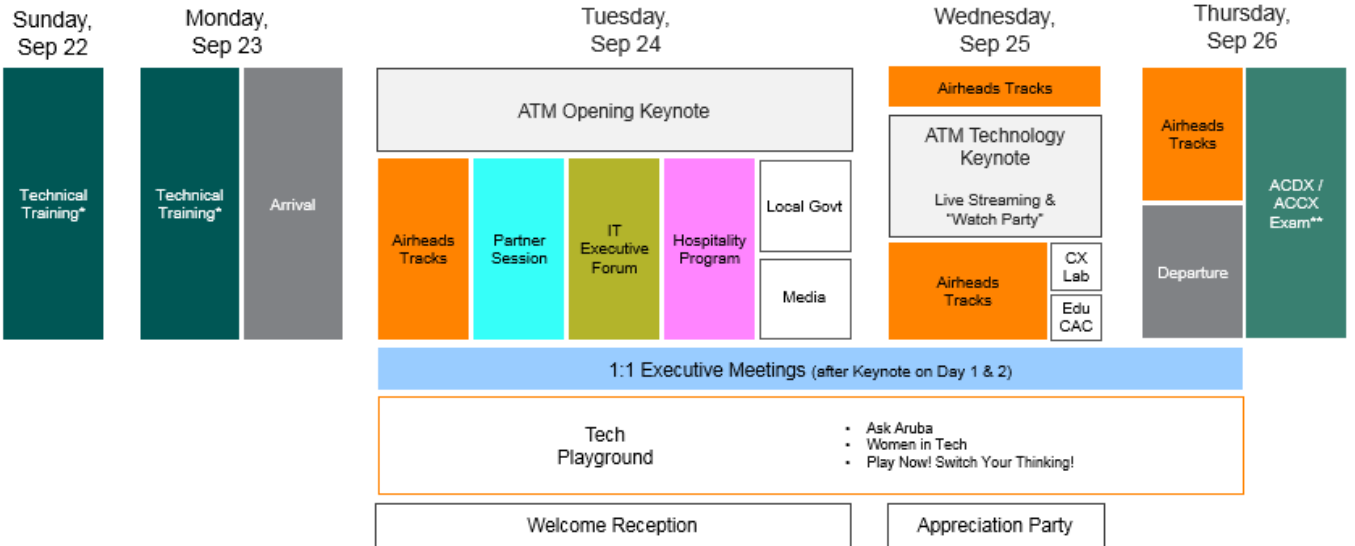 Sunday,
Sep 22
Monday,
Sep 23
Tuesday,
Sep 24
Wednesday,
Sep 25
Thursday,
Sep 26
Technical
Training*
Technical
Training*
Arrival
ATM Opening Keynote
Airheads
Tracks
Partner
Session
IT
Executive
Forum
Hospitality
Program
Local Govt
Media
Airheads Tracks
ATM Technology
Keynote
Live Streaming &
“Watch Party”
Airheads
Tracks
CX
Lab
Edu
CAC
Airheads
Tracks
Departure
ACDX /
ACCX
Exam**
1:1 Executive Meetings (after Keynote on Day 1 & 2)
Tech
Playground
• Ask Aruba
• Women in Tech
• Play Now! Switch Your Thinking!
Welcome Reception
Appreciation Party